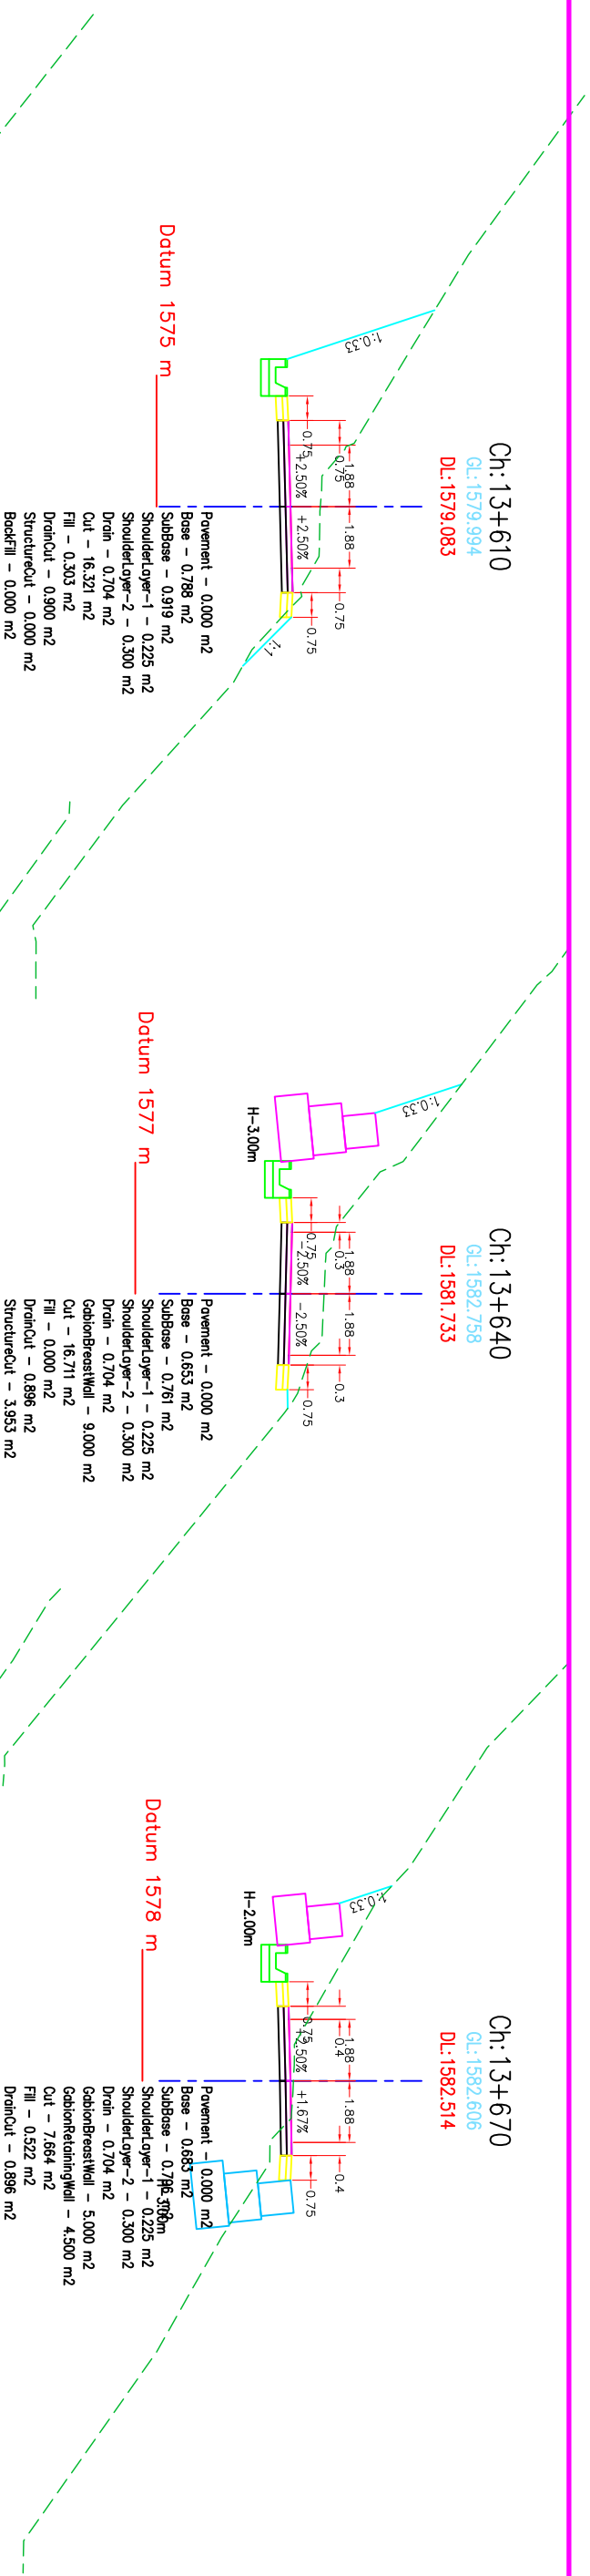 Ch:13+610
GL:1579.994
DL:1579.083
1:0.33
0.75
0.75
1.88
1.88
0.75
0.75
+2.50%
+2.50%
1:1
Datum 1575 m
Pavement - 0.000 m2
Base - 0.788 m2
SubBase - 0.919 m2
ShoulderLayer-1 - 0.225 m2
ShoulderLayer-2 - 0.300 m2
Drain - 0.704 m2
Cut - 16.321 m2
Fill - 0.303 m2
DrainCut - 0.900 m2
StructureCut - 0.000 m2
Backfill - 0.000 m2
Ch:13+640
GL:1582.758
DL:1581.733
1:0.33
H-3.00m
0.75
0.3
1.88
1.88
0.3
0.75
-2.50%
-2.50%
Datum 1577 m
Pavement - 0.000 m2
Base - 0.653 m2
SubBase - 0.761 m2
ShoulderLayer-1 - 0.225 m2
ShoulderLayer-2 - 0.300 m2
Drain - 0.704 m2
GabionBreastWall - 9.000 m2
Cut - 16.711 m2
Fill - 0.000 m2
DrainCut - 0.896 m2
StructureCut - 3.953 m2
Ch:13+670
GL:1582.606
DL:1582.514
1:0.33
H-2.00m
0.75
0.4
1.88
1.88
0.4
0.75
+2.50%
+1.67%
Datum 1578 m
Pavement - 0.000 m2
Base - 0.683 m2
SubBase -
ShoulderLayer-1 - 0.225 m2
ShoulderLayer-2 - 0.300 m2
Drain - 0.704 m2
GabionBreastWall - 5.000 m2
GabionRetainingWall - 4.500 m2
Cut - 7.664 m2
Fill - 0.522 m2
DrainCut - 0.896 m2